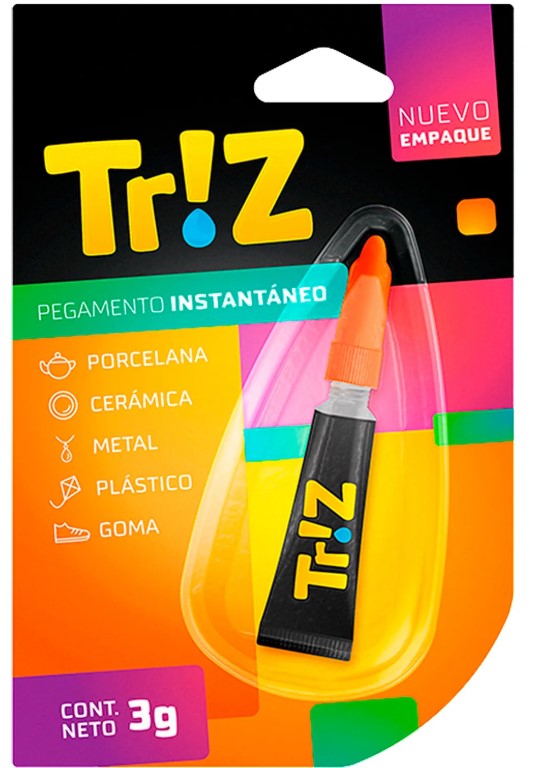 NUEVO
EMPAQUE
Tr!Z
PEGAMENTO INSTANTÁNEO
PORCELANA
CERÁMICA
METAL
PLÁSTICO
GOMA
Tr!Z
CONT.
NETO 3g